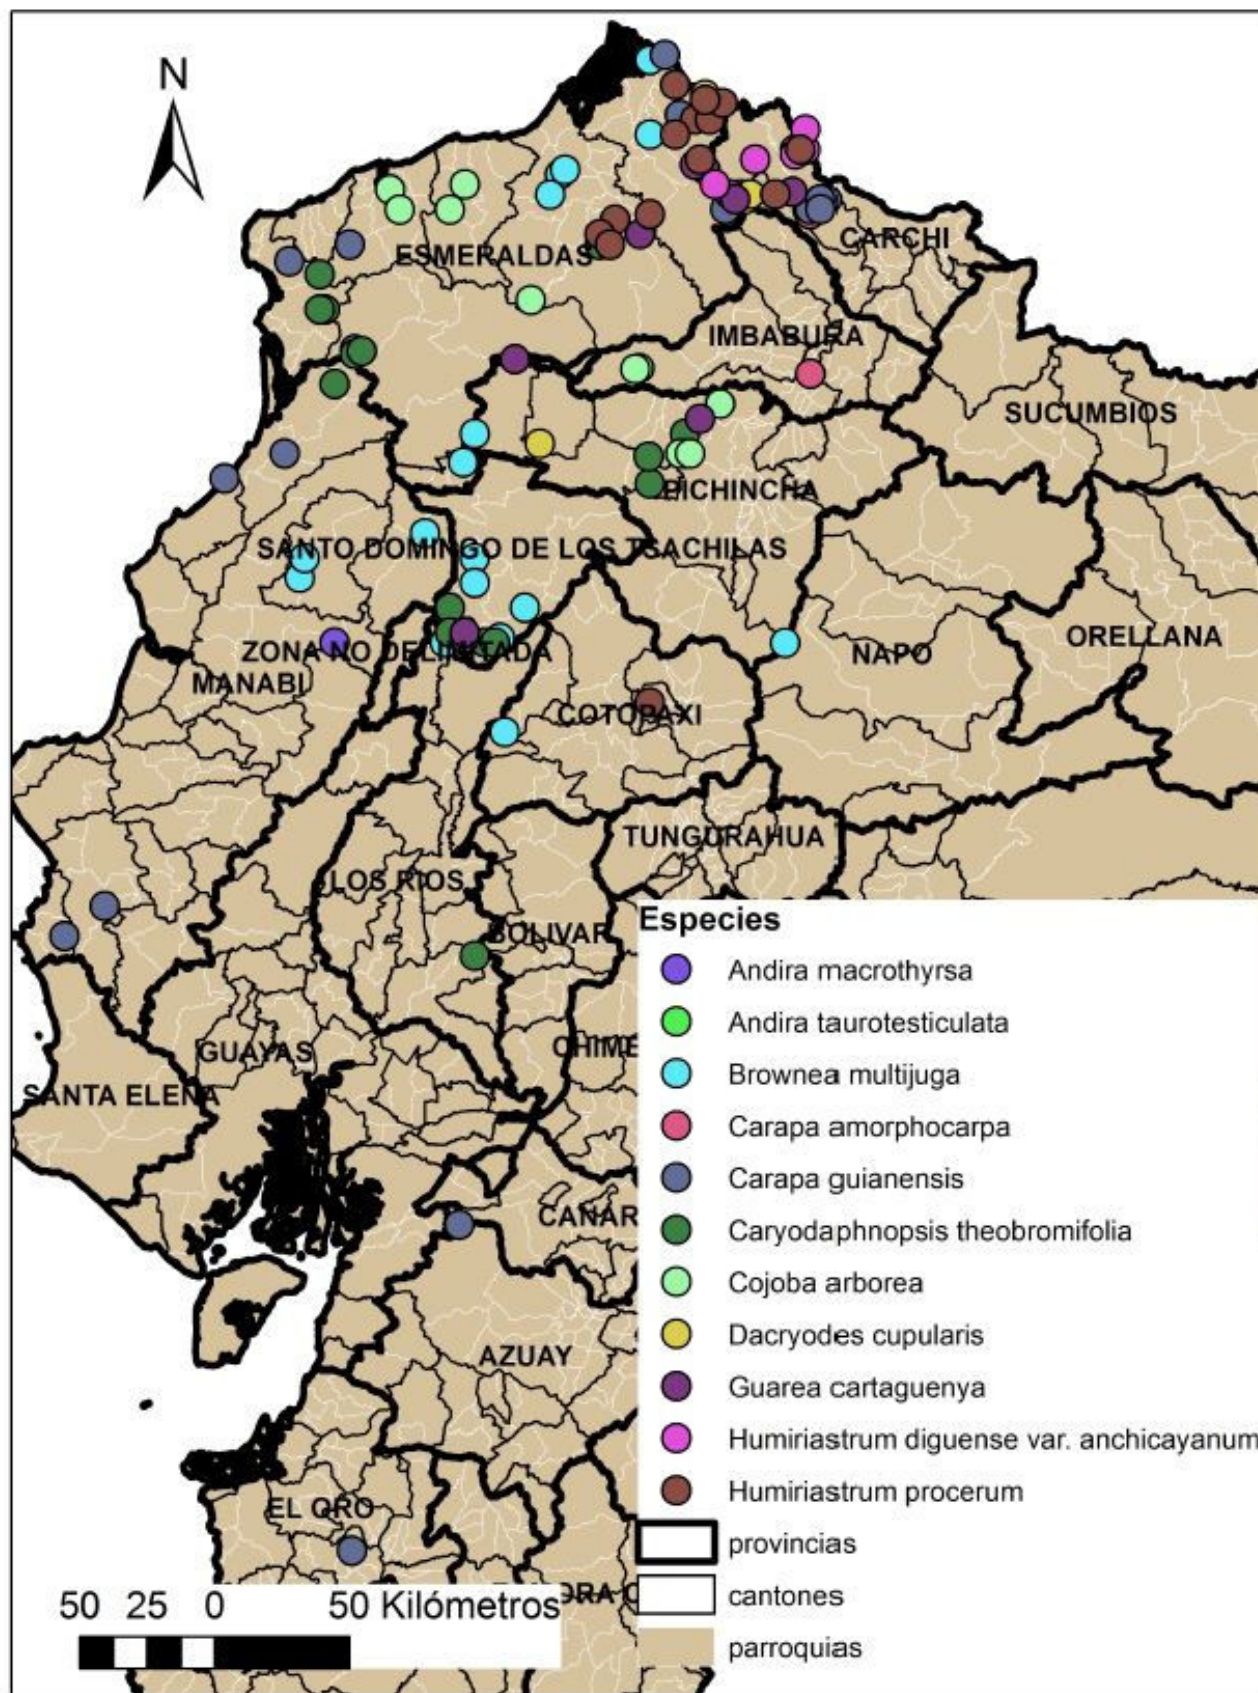 N
CARCHI
ESMERALDAS
IMBABURA
SUCUMBIOS
PICHINCHA
SANTO DOMINGO DE LOS TSACHILAS
ORELLANA
ZONA NO DELIMITADA
NAPO
MANABI
COTOPAXI
TUNGURAHUA
LOS RIOS
BOLIVAR
Especies
Andira macrothyrsa
Andira taurotesticulata
GUAYAS
CHIME
Brownea multijuga
SANTA ELENA
Carapa amorphocarpa
Carapa guianensis
CAÑAR
Caryodaphnopsis theobromifolia
Cojoba arborea
Dacryodes cupularis
AZUAY
Guarea cartaguenya
Humiriastrum diguense var. anchicayanum
Humiriastrum procerum
EL ORO
provincias
ORA C
cantones
50 25 0 50 Kilómetros
parroquias